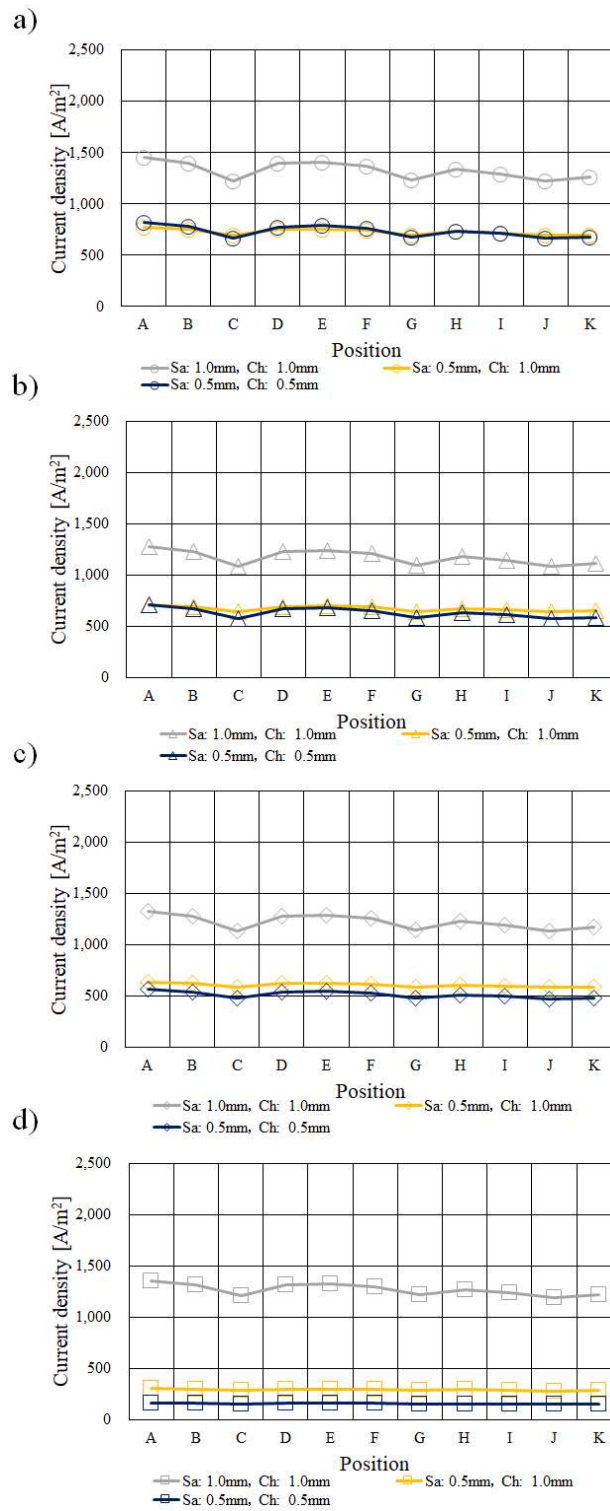 a)
2,500
2,000
1,500
1,000
500
0
Current density [A/m²]
A B C D E F G H I J K
Position
Sa: 1.0mm, Ch: 1.0mm Sa: 0.5mm, Ch: 1.0mm
Sa: 0.5mm, Ch: 0.5mm
b)
2,500
2,000
1,500
1,000
500
0
Current density [A/m²]
A B C D E F G H I J K
Position
Sa: 1.0mm, Ch: 1.0mm Sa: 0.5mm, Ch: 1.0mm
Sa: 0.5mm, Ch: 0.5mm
c)
2,500
2,000
1,500
1,000
500
0
Current density [A/m²]
A B C D E F G H I J K
Position
Sa: 1.0mm, Ch: 1.0mm Sa: 0.5mm, Ch: 1.0mm
Sa: 0.5mm, Ch: 0.5mm
d)
2,500
2,000
1,500
1,000
500
0
Current density [A/m²]
A B C D E F G H I J K
Position
Sa: 1.0mm, Ch: 1.0mm Sa: 0.5mm, Ch: 1.0mm
Sa: 0.5mm, Ch: 0.5mm